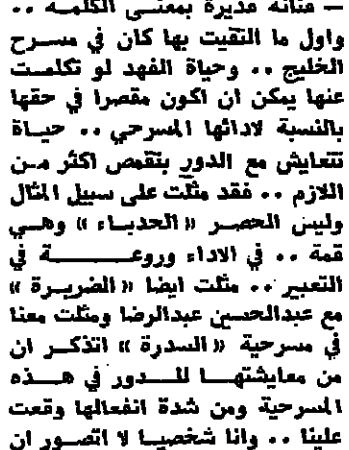 — فنانة قديرة بمعنى الكلمة ..
واول ما التقيت بها كان في مسرح
الخليج .. وحياة الفهد لو تكلمت
عنها يمكن ان اكون مقصرا في حقها
بالنسبة لادائها المسرحي .. حياة
تتعايش مع الدور بتقمص اكثر من
اللازم .. فقد مثلت على سبيل المثال
وليس الحصر (( الحدباء )) وهي
قمة .. في الاداء وروعة في
التعبير .. مثلت ايضا (( الضريرة ))
مع عبدالحسين عبدالرضا ومثلت معنا
في مسرحية (( السدرة )) اتذكر ان
من معايشتها للدور في هذه
المسرحية ومن شدة انفعالها وقعت
علينا .. وانا شخصيا لا اتصور ان